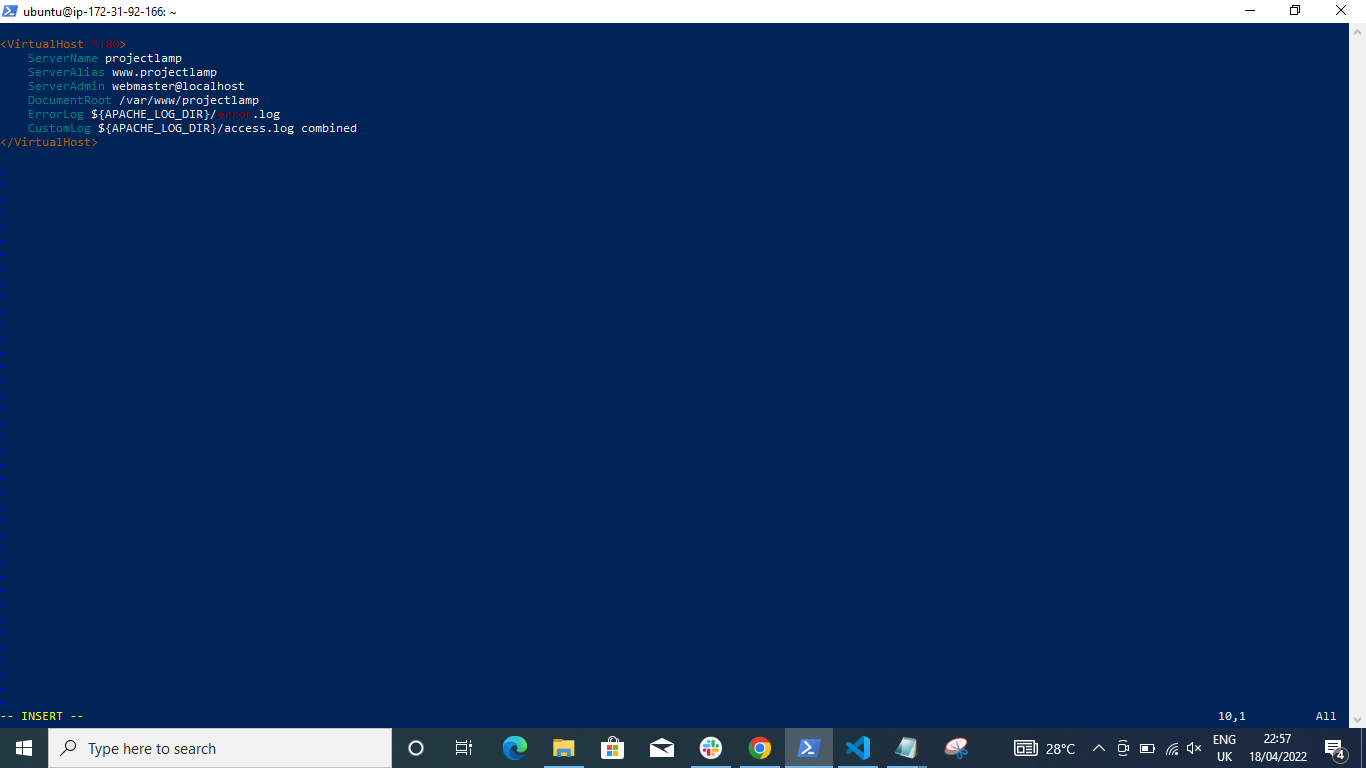 ubuntu@ip-172-31-92-166: ~
<VirtualHost *:80>
    ServerName projectlamp
    ServerAlias www.projectlamp
    ServerAdmin webmaster@localhost
    DocumentRoot /var/www/projectlamp
    ErrorLog ${APACHE_LOG_DIR}/error.log
    CustomLog ${APACHE_LOG_DIR}/access.log combined
</VirtualHost>
-- INSERT -- 10,1 All
Type here to search
28°C
ENG
UK
22:57
18/04/2022
4